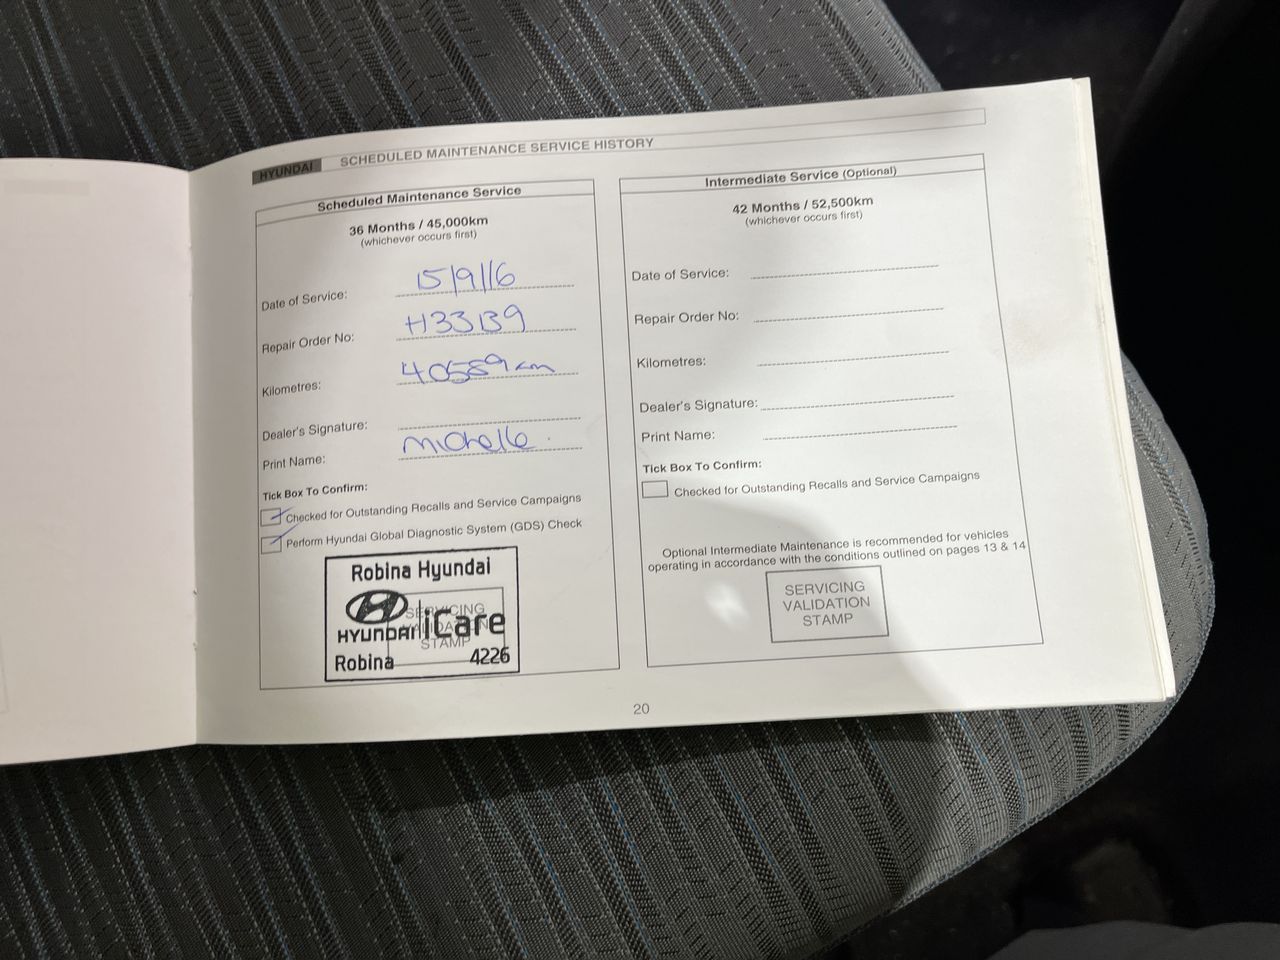 HYUNDAI SCHEDULED MAINTENANCE SERVICE HISTORY
Scheduled Maintenance Service
36 Months / 45,000km
(whichever occurs first)
Date of Service: 15/9/16
Repair Order No: H33139
Kilometres: 40589km
Dealer's Signature:
Print Name: Michelle.
Tick Box To Confirm:
Checked for Outstanding Recalls and Service Campaigns
Perform Hyundai Global Diagnostic System (GDS) Check
Robina Hyundai
HYUNDAI iCare
Robina 4226
SERVICING
VALIDATION
STAMP
Intermediate Service (Optional)
42 Months / 52,500km
(whichever occurs first)
Date of Service:
Repair Order No:
Kilometres:
Dealer's Signature:
Print Name:
Tick Box To Confirm:
Checked for Outstanding Recalls and Service Campaigns
Optional Intermediate Maintenance is recommended for vehicles
operating in accordance with the conditions outlined on pages 13 & 14
SERVICING
VALIDATION
STAMP
20